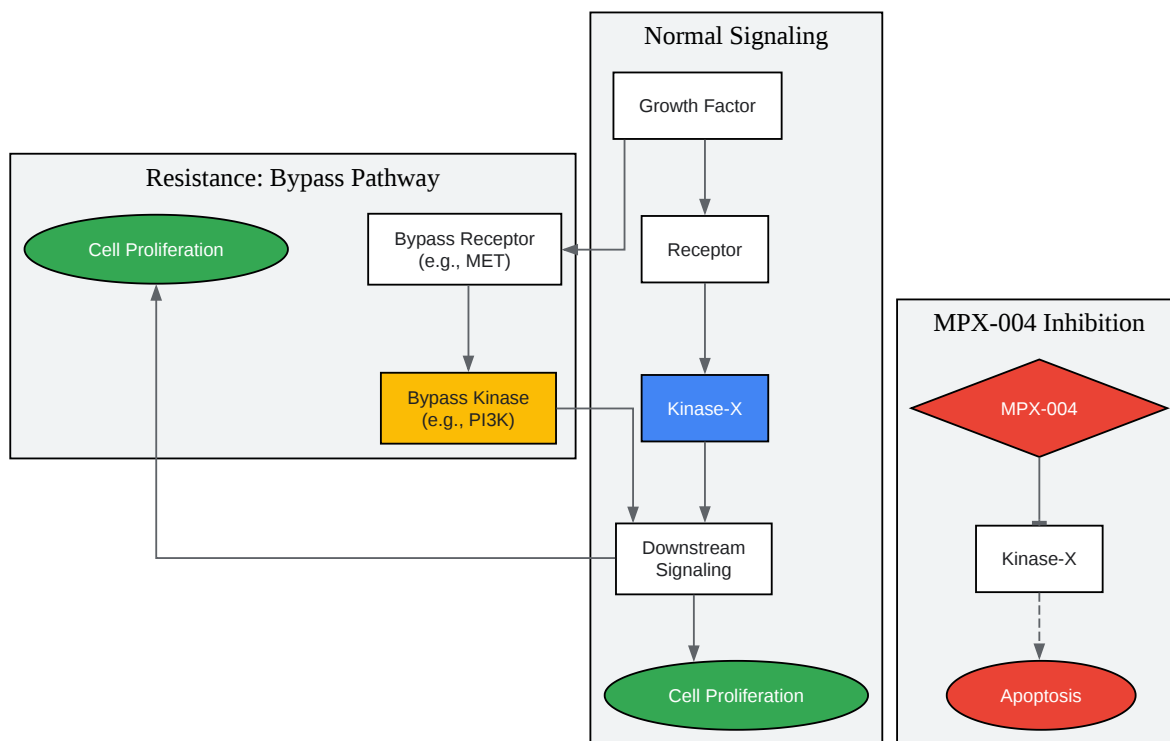 Normal Signaling
Growth Factor
Receptor
Kinase-X
Downstream
Signaling
Cell Proliferation
Resistance: Bypass Pathway
Cell Proliferation
Bypass Receptor
(e.g., MET)
Bypass Kinase
(e.g., PI3K)
MPX-004 Inhibition
MPX-004
Kinase-X
Apoptosis